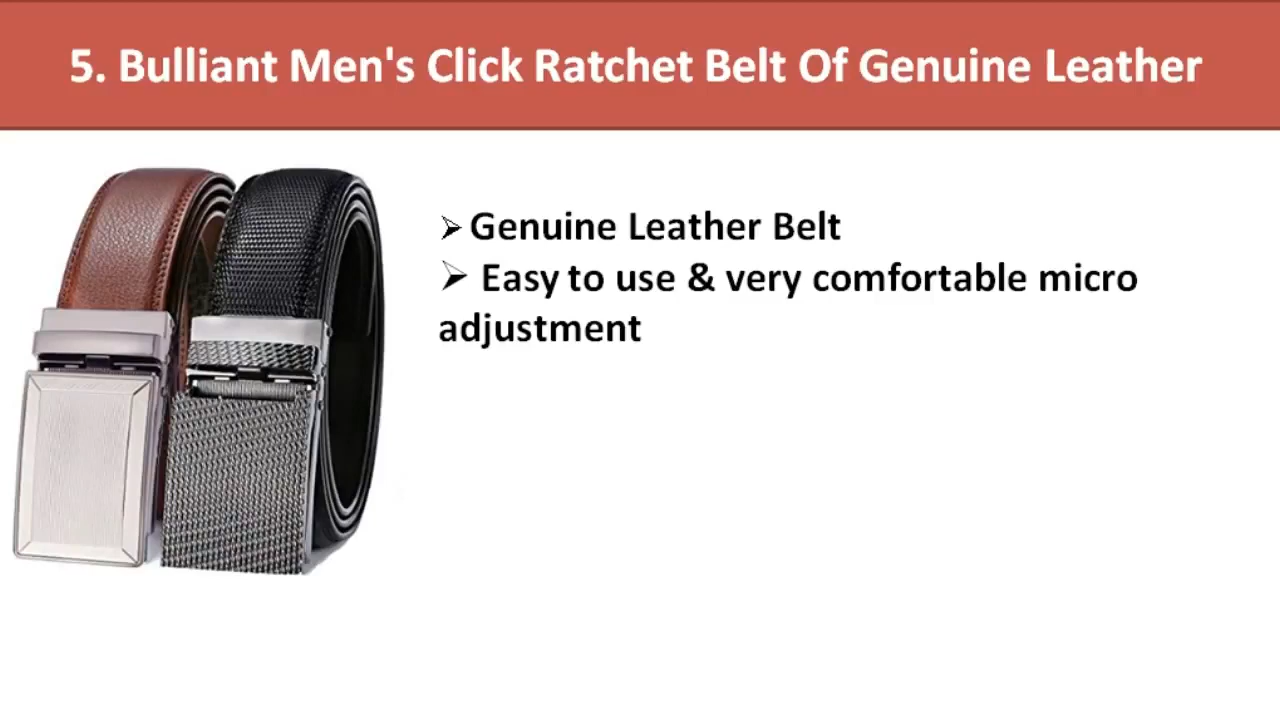 5. Bulliant Men's Click Ratchet Belt Of Genuine Leather
➢ Genuine Leather Belt
➢ Easy to use & very comfortable micro
adjustment